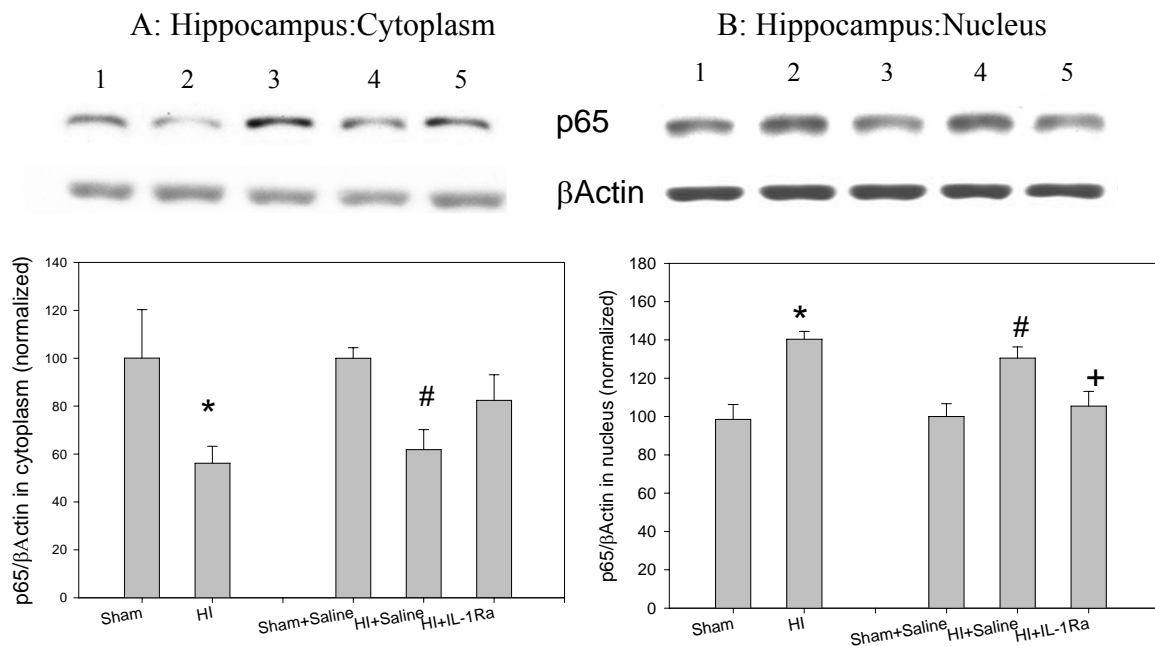 A: Hippocampus:Cytoplasm
1 2 3 4 5
B: Hippocampus:Nucleus
1 2 3 4 5
p65
βActin
p65/βActin in cytoplasm (normalized)
140
120
100
80
60
40
20
0
*
#
Sham HI Sham+Saline HI+Saline HI+IL-1Ra
p65/βActin in nucleus (normalized)
180
160
140
120
100
80
60
40
20
0
*
#
+
Sham HI Sham+Saline HI+Saline HI+IL-1Ra